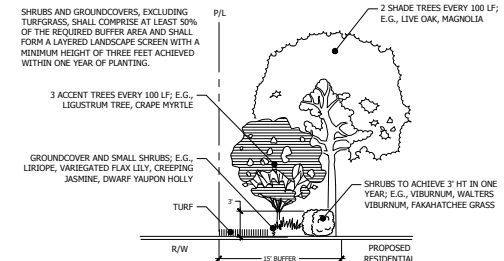 SHRUBS AND GROUNDCOVERS, EXCLUDING
TURFGRASS, SHALL COMPRISE AT LEAST 50%
OF THE REQUIRED BUFFER AREA AND SHALL
FORM A LAYERED LANDSCAPE SCREEN WITH A
MINIMUM HEIGHT OF THREE FEET ACHIEVED
WITHIN ONE YEAR OF PLANTING.
P/L
2 SHADE TREES EVERY 100 LF;
E.G., LIVE OAK, MAGNOLIA
3 ACCENT TREES EVERY 100 LF; E.G.,
LIGUSTRUM TREE, CRAPE MYRTLE
GROUNDCOVER AND SMALL SHRUBS; E.G.,
LIRIOPE, VARIEGATED FLAX LILY, CREEPING
JASMINE, DWARF YAUPON HOLLY
SHRUBS TO ACHIEVE 3' HT IN ONE
YEAR; E.G., VIBURNUM, WALTERS
VIBURNUM, FAKAHATCHEE GRASS
3'
TURF
R/W
15' BUFFER
PROPOSED
RESIDENTIAL